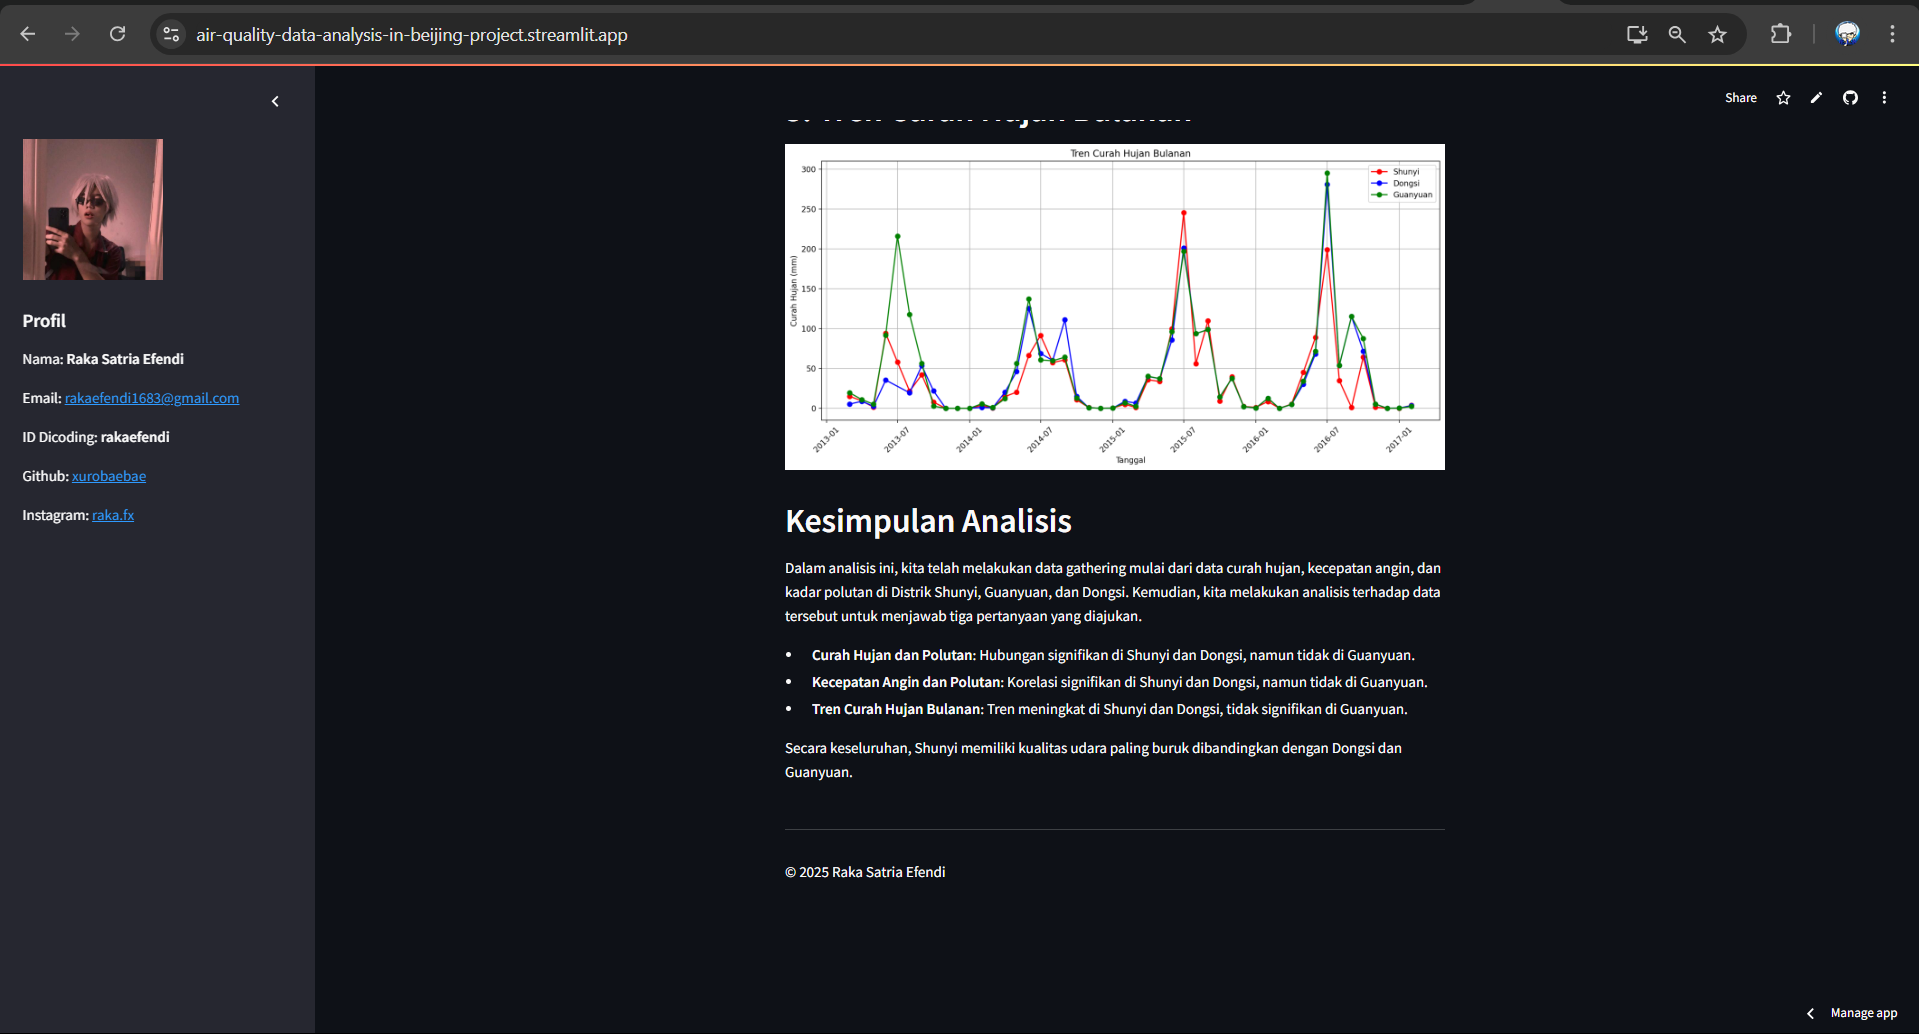 air-quality-data-analysis-in-beijing-project.streamlit.app
Share
Profil
Nama: Raka Satria Efendi
Email: rakaefendi1683@gmail.com
ID Dicoding: rakaefendi
Github: xurobaebae
Instagram: raka.fx
3. Tren Curah Hujan Bulanan
Tren Curah Hujan Bulanan
Shunyi
Dongsi
Guanyuan
Curah Hujan (mm)
300
250
200
150
100
50
0
2013-01
2013-07
2014-01
2014-07
2015-01
2015-07
2016-01
2016-07
2017-01
Tanggal
Kesimpulan Analisis
Dalam analisis ini, kita telah melakukan data gathering mulai dari data curah hujan, kecepatan angin, dan
kadar polutan di Distrik Shunyi, Guanyuan, dan Dongsi. Kemudian, kita melakukan analisis terhadap data
tersebut untuk menjawab tiga pertanyaan yang diajukan.
• Curah Hujan dan Polutan: Hubungan signifikan di Shunyi dan Dongsi, namun tidak di Guanyuan.
• Kecepatan Angin dan Polutan: Korelasi signifikan di Shunyi dan Dongsi, namun tidak di Guanyuan.
• Tren Curah Hujan Bulanan: Tren meningkat di Shunyi dan Dongsi, tidak signifikan di Guanyuan.
Secara keseluruhan, Shunyi memiliki kualitas udara paling buruk dibandingkan dengan Dongsi dan
Guanyuan.
© 2025 Raka Satria Efendi
Manage app